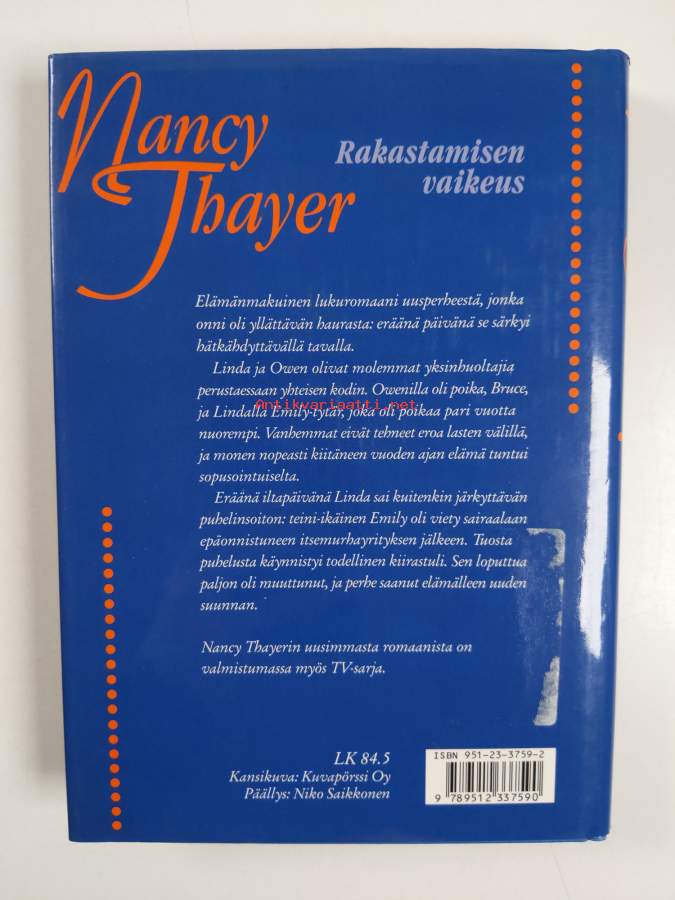 Nancy
Thayer
Rakastamisen
vaikeus
Elämänmakuinen lukuromaani uusperheestä, jonka
onni oli yllättävän haurasta: eräänä päivänä se särkyi
hätkähdyttävällä tavalla.
Linda ja Owen olivat molemmat yksinhuoltajia
perustaessaan yhteisen kodin. Owenilla oli poika, Bruce,
Antikvariaatti.net
ja Lindalla Emily-tytär, joka oli poikaa pari vuotta
nuorempi. Vanhemmat eivät tehneet eroa lasten välillä,
ja monen nopeasti kiitäneen vuoden ajan elämä tuntui
sopusointuiselta.
Eräänä iltapäivänä Linda sai kuitenkin järkyttävän
puhelinsoiton: teini-ikäinen Emily oli viety sairaalaan
epäonnistuneen itsemurhayrityksen jälkeen. Tuosta
puhelusta käynnistyi todellinen kiirastuli. Sen loputtua
paljon oli muuttunut, ja perhe saanut elämälleen uuden
suunnan.
Nancy Thayerin uusimmasta romaanista on
valmistumassa myös TV-sarja.
LK 84.5
Kansikuva: Kuvapörssi Oy
Päällys: Niko Saikkonen
ISBN 951-23-3759-2
9 789512 337590